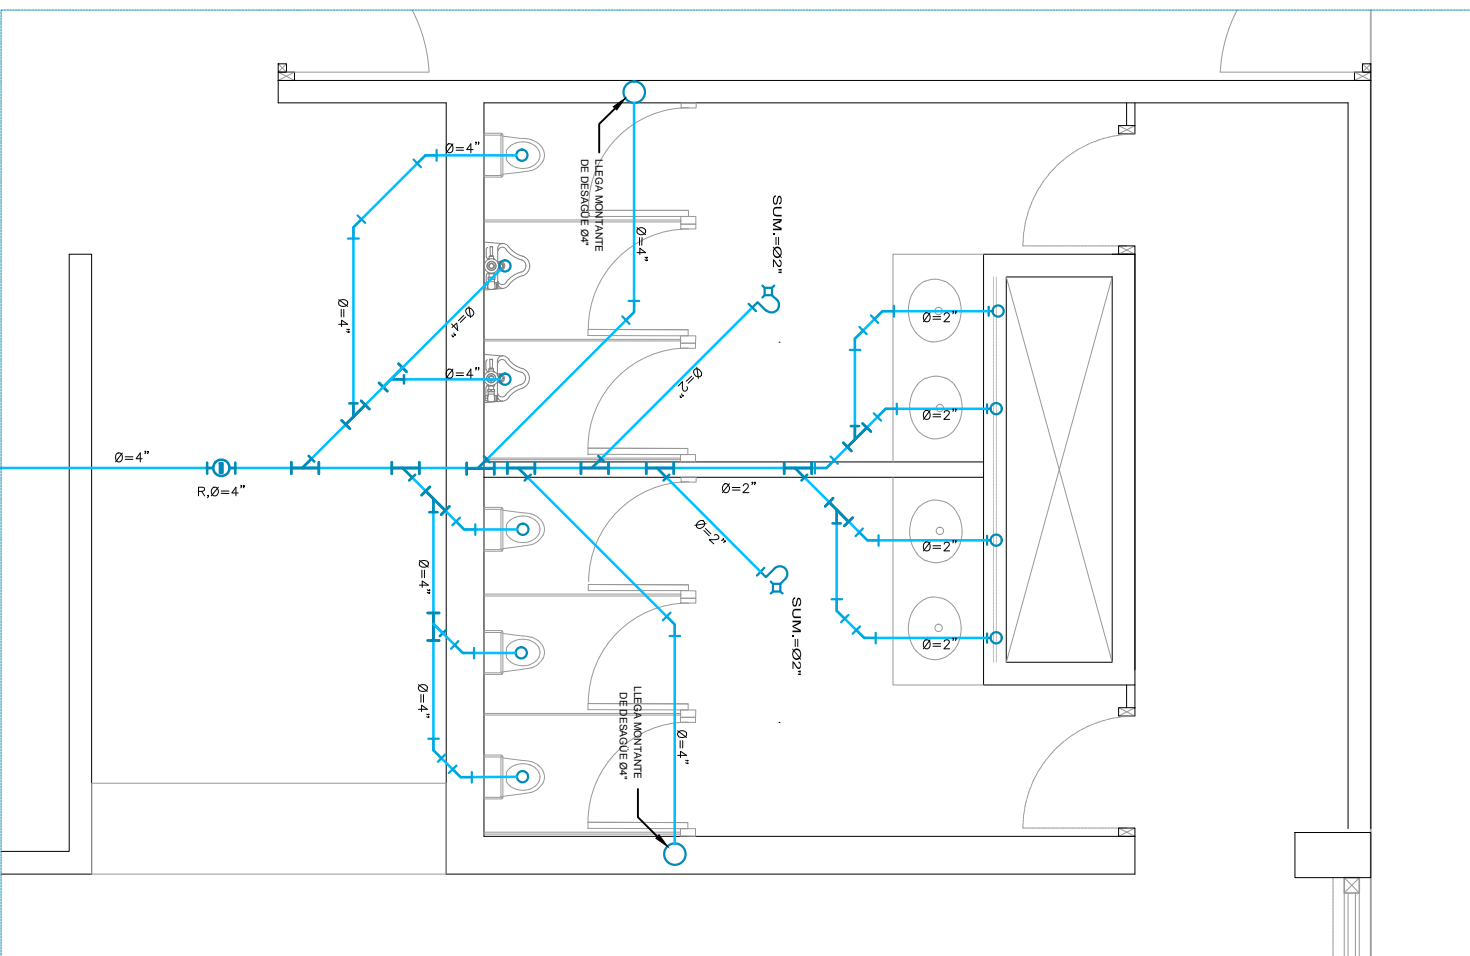 Ø=4"
LLEGA MONTANTE
DE DESAGÜE Ø4"
SUM.=Ø2"
Ø=4"
Ø=4"
Ø=4"
Ø=2"
Ø=4"
Ø=2"
Ø=2"
Ø=2"
Ø=4"
R,Ø=4"
Ø=2"
Ø=2"
Ø=2"
Ø=4"
SUM.=Ø2"
Ø=2"
Ø=4"
LLEGA MONTANTE
DE DESAGÜE Ø4"
Ø=4"